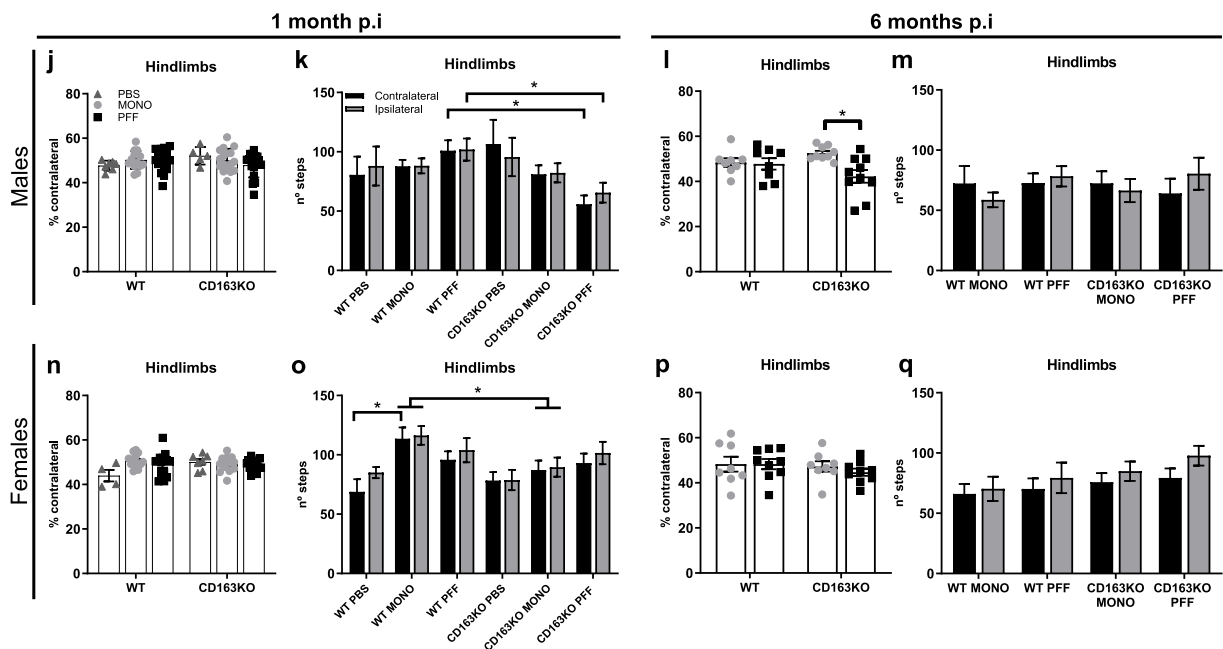 1 month p.i
6 months p.i
Males
j
Hindlimbs
PBS
MONO
PFF
% contralateral
80
60
40
20
0
WT
CD163KO
k
Hindlimbs
Contralateral
Ipsilateral
*
*
nº steps
150
100
50
0
WT PBS
WT MONO
WT PFF
CD163KO PBS
CD163KO MONO
CD163KO PFF
l
Hindlimbs
*
% contralateral
80
60
40
20
0
WT
CD163KO
m
Hindlimbs
nº steps
150
100
50
0
WT MONO
WT PFF
CD163KO
MONO
CD163KO
PFF
Females
n
Hindlimbs
% contralateral
80
60
40
20
0
WT
CD163KO
o
Hindlimbs
*
*
nº steps
150
100
50
0
WT PBS
WT MONO
WT PFF
CD163KO PBS
CD163KO MONO
CD163KO PFF
p
Hindlimbs
% contralateral
80
60
40
20
0
WT
CD163KO
q
Hindlimbs
nº steps
150
100
50
0
WT MONO
WT PFF
CD163KO
MONO
CD163KO
PFF